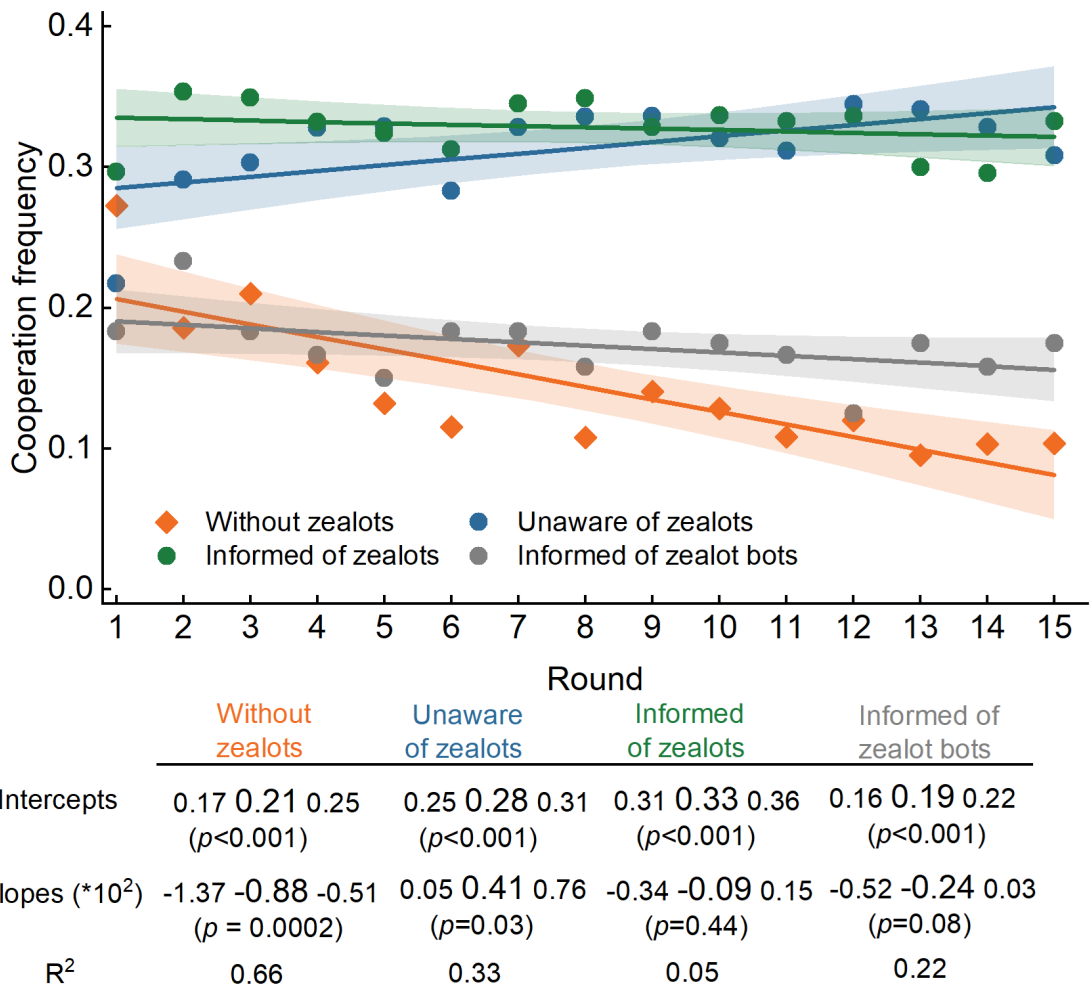 0.4
0.3
0.2
0.1
0.0
Cooperation frequency
Without zealots
Unaware of zealots
Informed of zealots
Informed of zealot bots
1 2 3 4 5 6 7 8 9 10 11 12 13 14 15
Round
Without zealots
Unaware of zealots
Informed of zealots
Informed of zealot bots
Intercepts 0.17 0.21 0.25 0.25 0.28 0.31 0.31 0.33 0.36 0.16 0.19 0.22
(p<0.001) (p<0.001) (p<0.001) (p<0.001)
lopes (*10²) -1.37 -0.88 -0.51 0.05 0.41 0.76 -0.34 -0.09 0.15 -0.52 -0.24 0.03
(p = 0.0002) (p=0.03) (p=0.44) (p=0.08)
R² 0.66 0.33 0.05 0.22